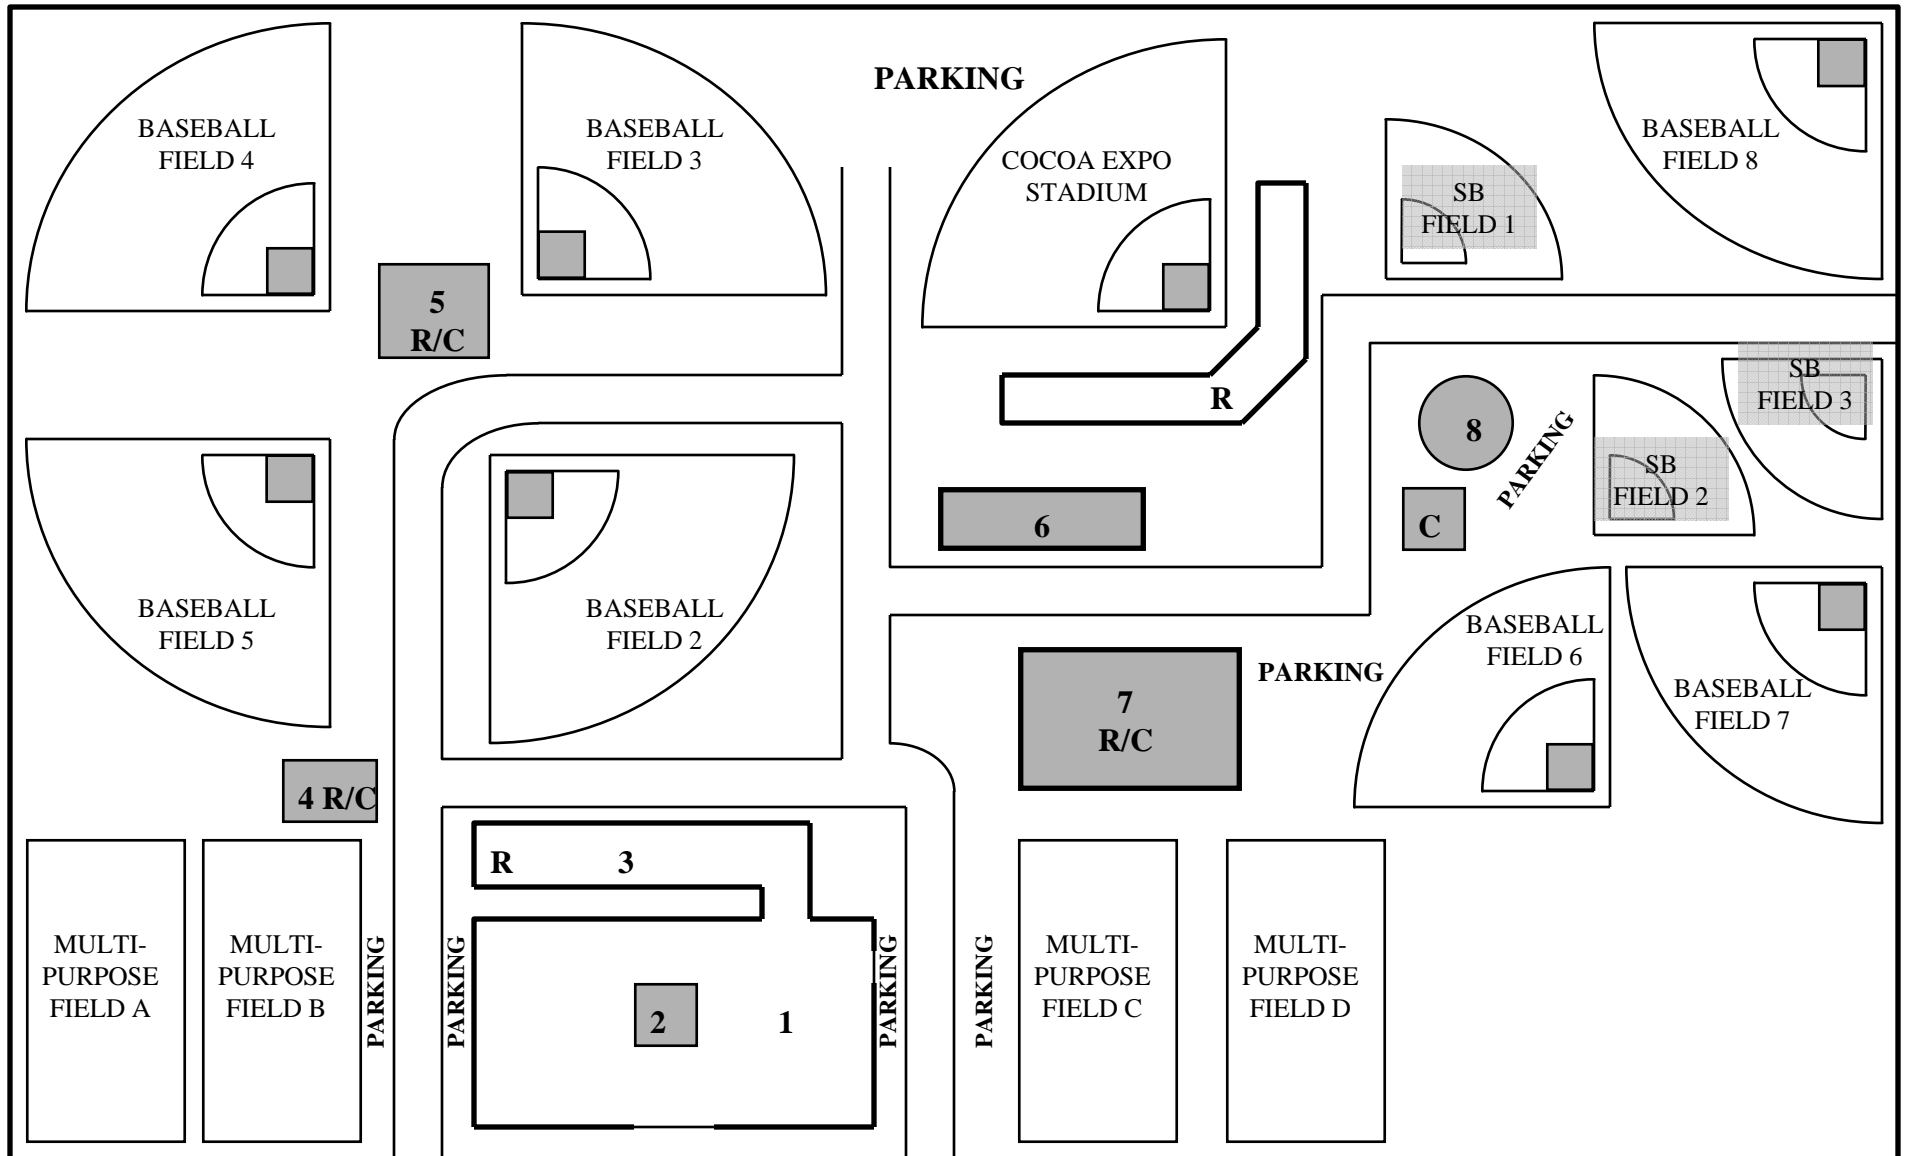 PARKING
BASEBALL
FIELD 4
BASEBALL
FIELD 3
COCOA EXPO
STADIUM
BASEBALL
FIELD 8
SB
FIELD 1
5
R/C
R
SB
FIELD 3
8
PARKING
SB
FIELD 2
6
C
BASEBALL
FIELD 5
BASEBALL
FIELD 2
BASEBALL
FIELD 6
7
R/C
PARKING
BASEBALL
FIELD 7
4 R/C
R
3
MULTI-
PURPOSE
FIELD A
MULTI-
PURPOSE
FIELD B
PARKING
PARKING
2
1
PARKING
PARKING
MULTI-
PURPOSE
FIELD C
MULTI-
PURPOSE
FIELD D